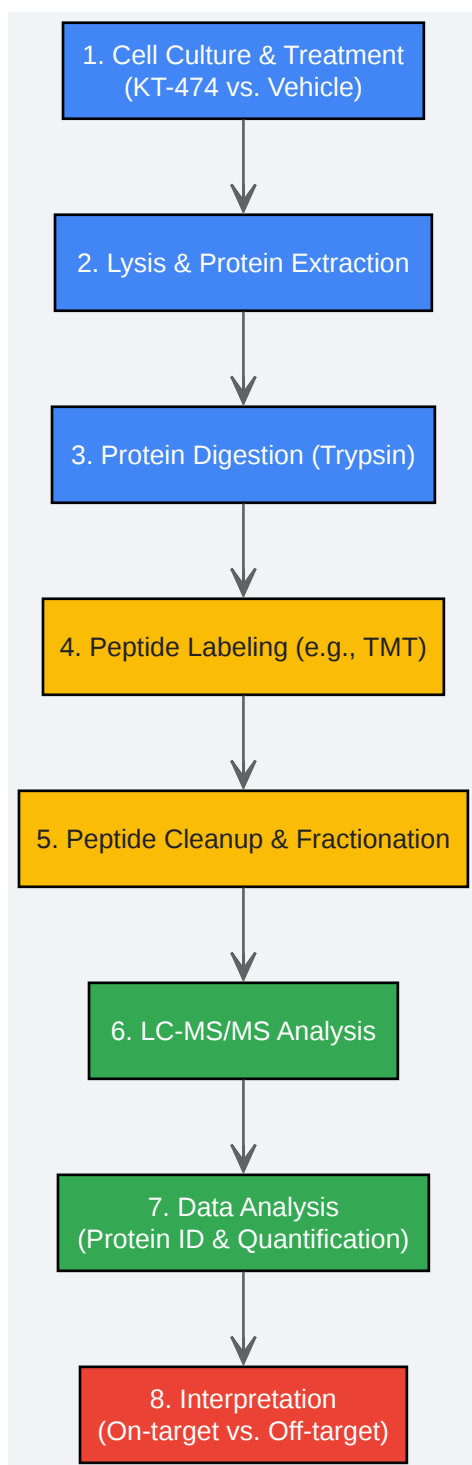 1. Cell Culture & Treatment
(KT-474 vs. Vehicle)
2. Lysis & Protein Extraction
3. Protein Digestion (Trypsin)
4. Peptide Labeling (e.g., TMT)
5. Peptide Cleanup & Fractionation
6. LC-MS/MS Analysis
7. Data Analysis
(Protein ID & Quantification)
8. Interpretation
(On-target vs. Off-target)